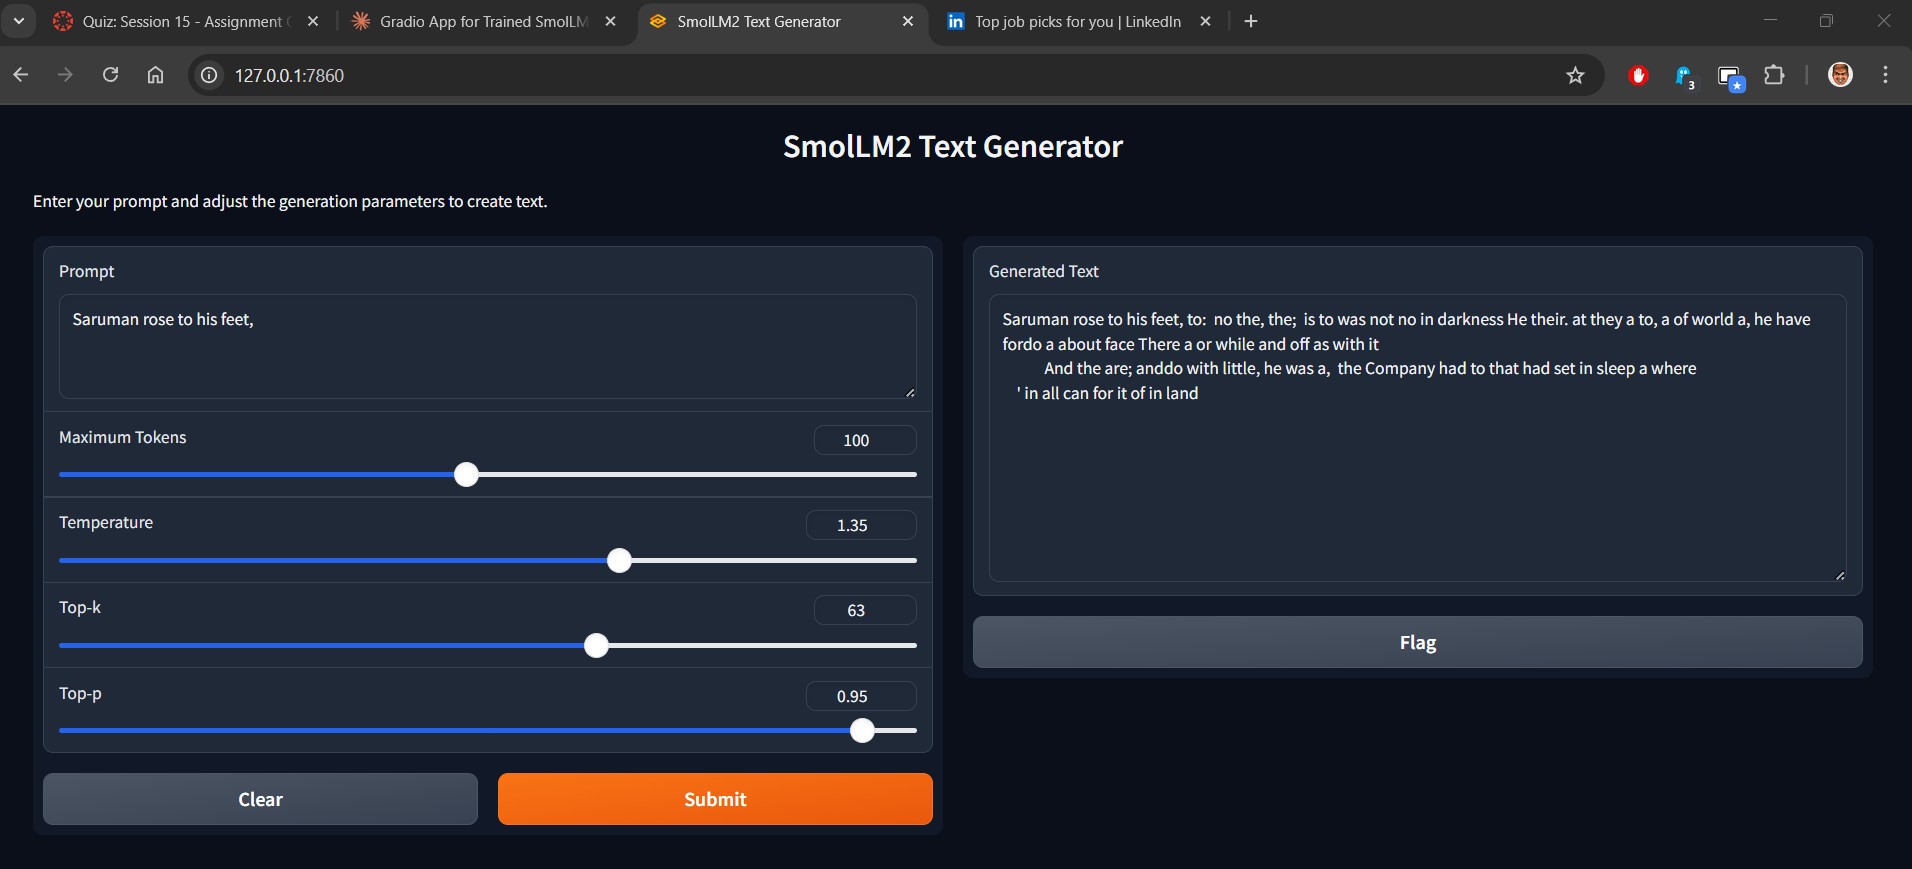 Quiz: Session 15 - Assignment
Gradio App for Trained SmolLM
SmolLM2 Text Generator
Top job picks for you | LinkedIn
127.0.0.1:7860
3
SmolLM2 Text Generator
Enter your prompt and adjust the generation parameters to create text.
Prompt
Saruman rose to his feet,
Maximum Tokens
100
Temperature
1.35
Top-k
63
Top-p
0.95
Clear
Submit
Generated Text
Saruman rose to his feet, to:  no the, the;  is to was not no in darkness He their. at they a to, a of world a, he have
fordo a about face There a or while and off as with it
And the are; anddo with little, he was a,  the Company had to that had set in sleep a where
' in all can for it of in land
Flag